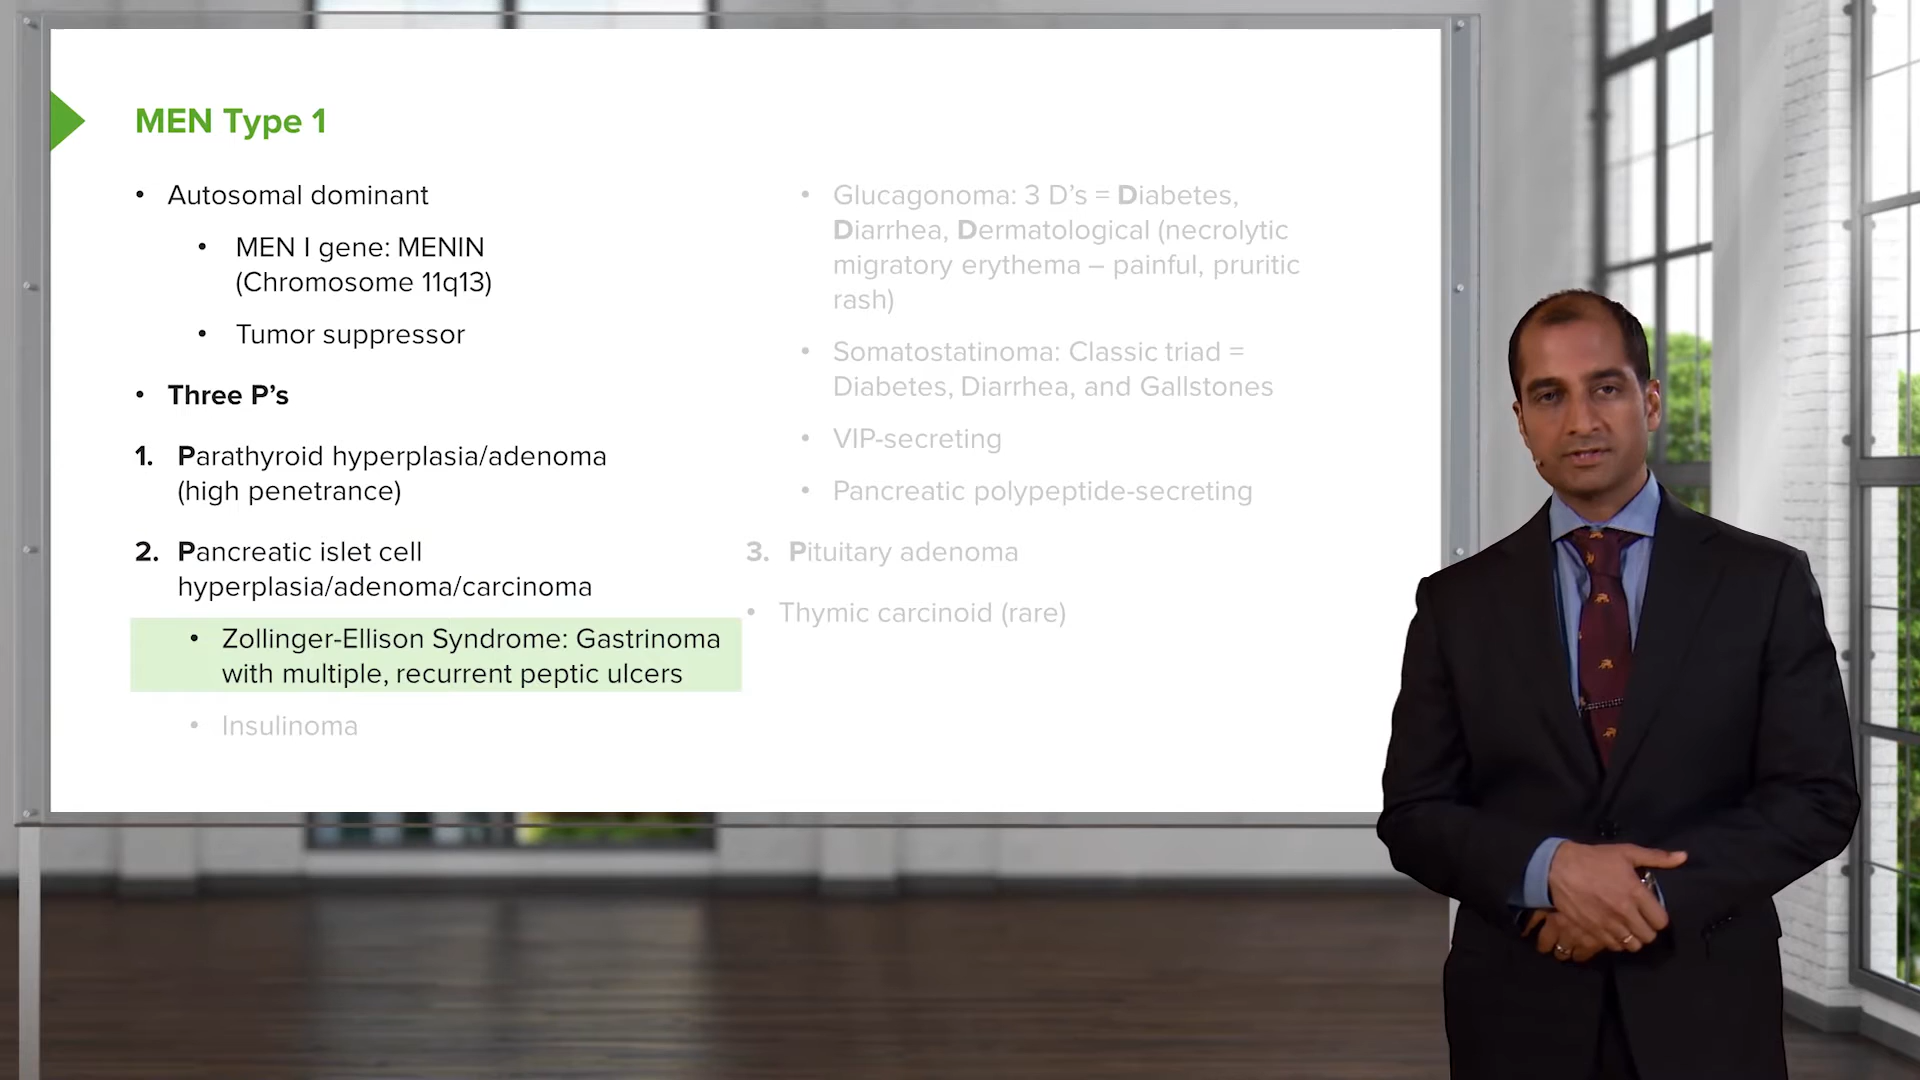 MEN Type 1
• Autosomal dominant
• MEN I gene: MENIN
(Chromosome 11q13)
• Tumor suppressor
• Three P’s
1. Parathyroid hyperplasia/adenoma
(high penetrance)
2. Pancreatic islet cell
hyperplasia/adenoma/carcinoma
• Zollinger-Ellison Syndrome: Gastrinoma
with multiple, recurrent peptic ulcers
• Insulinoma
• Glucagonoma: 3 D’s = Diabetes,
Diarrhea, Dermatological (necrolytic
migratory erythema – painful, pruritic
rash)
• Somatostatinoma: Classic triad =
Diabetes, Diarrhea, and Gallstones
• VIP-secreting
• Pancreatic polypeptide-secreting
3. Pituitary adenoma
• Thymic carcinoid (rare)